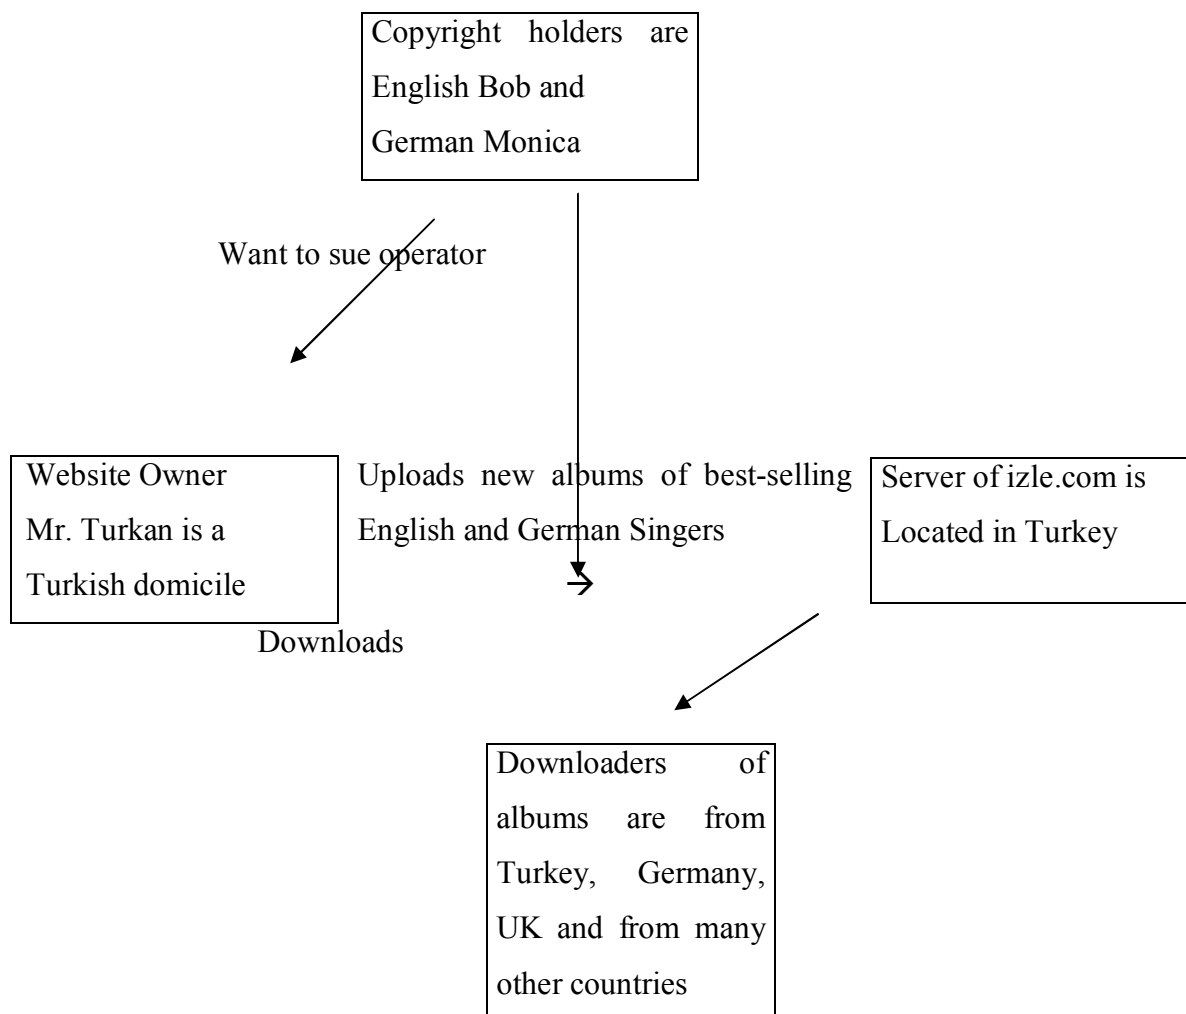 Copyright holders are
English Bob and
German Monica
Want to sue operator
Website Owner
Mr. Turkan is a
Turkish domicile
Uploads new albums of best-selling
English and German Singers
→
Server of izle.com is
Located in Turkey
Downloads
Downloaders of
albums are from
Turkey, Germany,
UK and from many
other countries